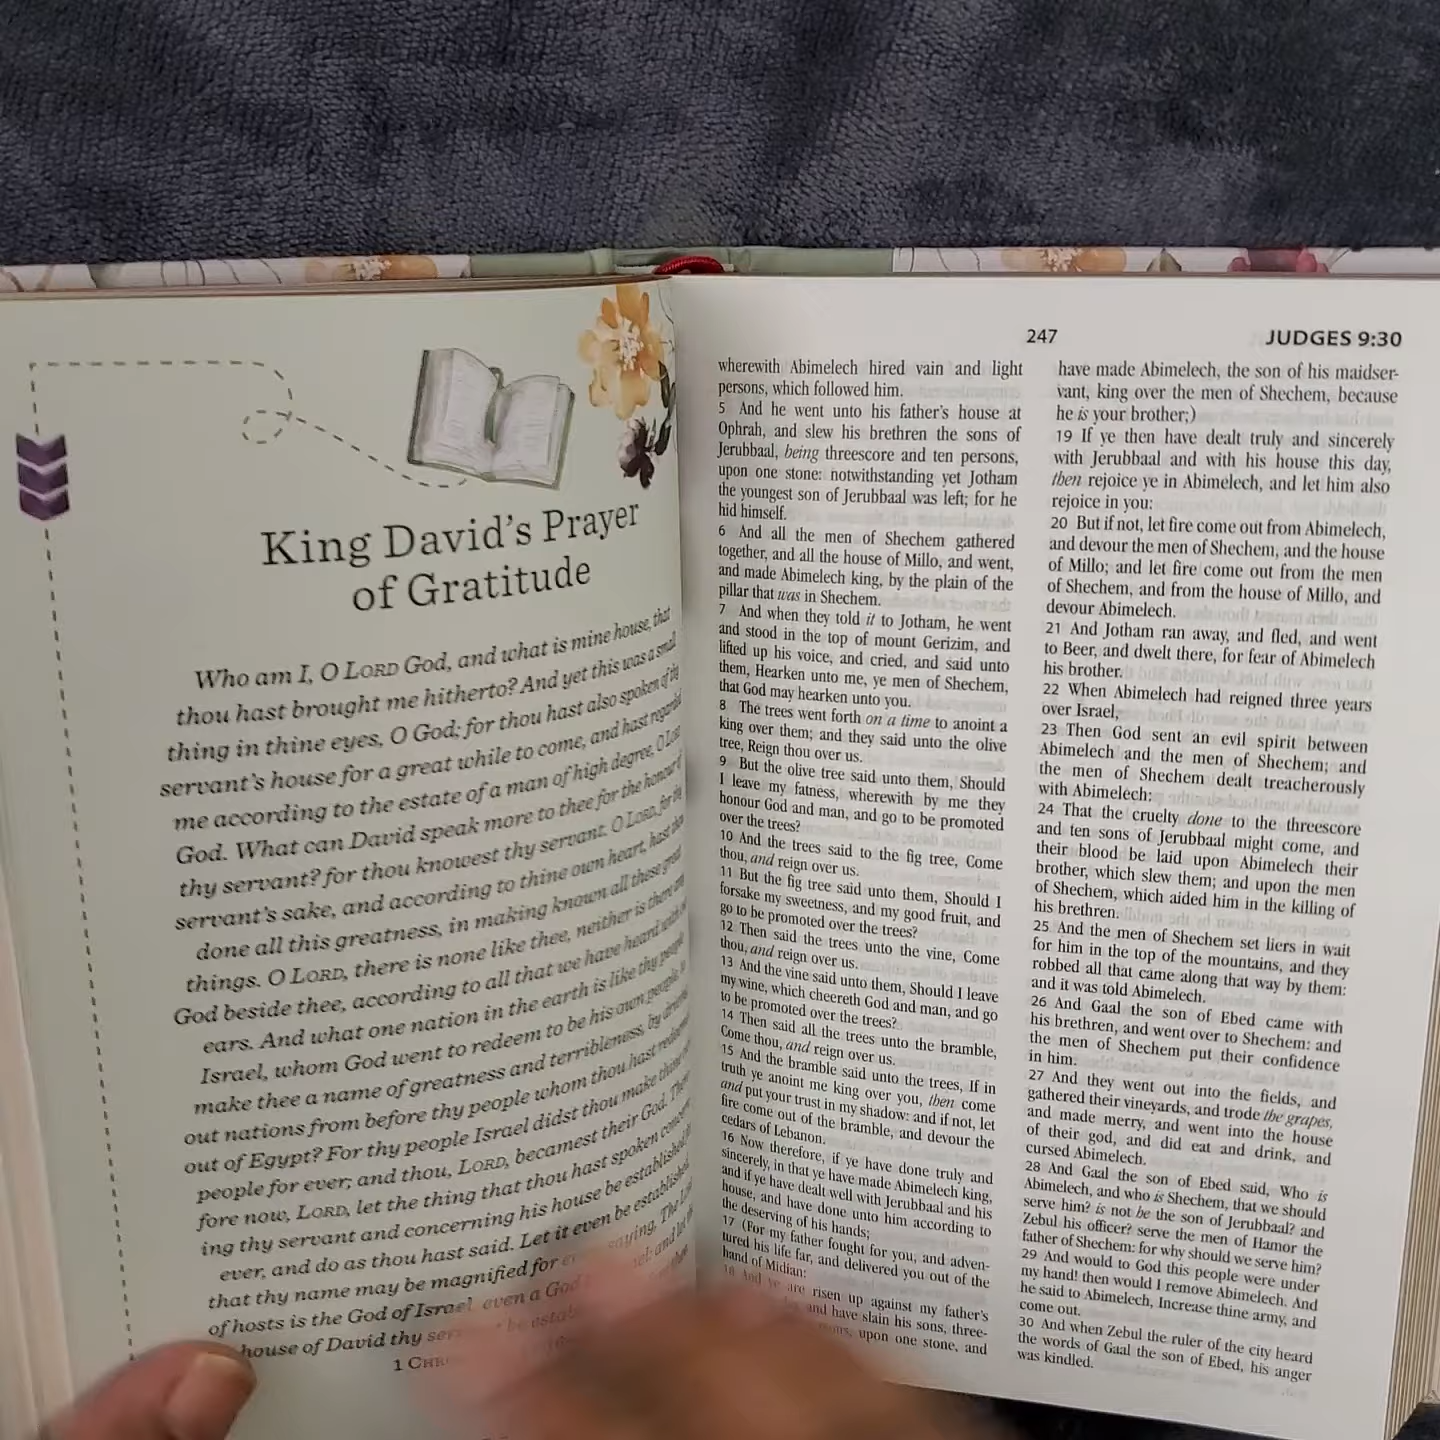 King David's Prayer
of Gratitude
Who am I, O LORD God, and what is mine house, that
thou hast brought me hitherto? And yet this was a small
thing in thine eyes, O God; for thou hast also spoken of thy
servant's house for a great while to come, and hast regarded
me according to the estate of a man of high degree, O LORD
God. What can David speak more to thee for the honour of
thy servant? for thou knowest thy servant. O LORD, for thy
servant's sake, and according to thine own heart, hast thou
done all this greatness, in making known all these great
things. O LORD, there is none like thee, neither is there any
God beside thee, according to all that we have heard with our
ears. And what one nation in the earth is like thy people
Israel, whom God went to redeem to be his own people, to
make thee a name of greatness and terribleness, by driving
out nations from before thy people whom thou hast redeemed
out of Egypt? For thy people Israel didst thou make thine own
people for ever; and thou, LORD, becamest their God. There
fore now, LORD, let the thing that thou hast spoken concern
ing thy servant and concerning his house be established for
ever, and do as thou hast said. Let it even be established,
that thy name may be magnified for saying, The LORD
of hosts is the God of Israel, even a God and let the
house of David thy be
1
247
JUDGES 9:30
wherewith Abimelech hired vain and light
persons, which followed him.
5 And he went unto his father's house at
Ophrah, and slew his brethren the sons of
Jerubbaal, being threescore and ten persons,
upon one stone: notwithstanding yet Jotham
the youngest son of Jerubbaal was left; for he
hid himself.
6 And all the men of Shechem gathered
together, and all the house of Millo, and went,
and made Abimelech king, by the plain of the
pillar that was in Shechem.
7 And when they told it to Jotham, he went
and stood in the top of mount Gerizim, and
lifted up his voice, and cried, and said unto
them, Hearken unto me, ye men of Shechem,
that God may hearken unto you.
8 The trees went forth on a time to anoint a
king over them; and they said unto the olive
tree, Reign thou over us.
9 But the olive tree said unto them, Should
I leave my fatness, wherewith by me they
honour God and man, and go to be promoted
over the trees?
10 And the trees said to the fig tree, Come
thou, and reign over us.
11 But the fig tree said unto them, Should I
forsake my sweetness, and my good fruit, and
go to be promoted over the trees?
12 Then said the trees unto the vine, Come
thou, and reign over us.
13 And the vine said unto them, Should I leave
my wine, which cheereth God and man, and go
to be promoted over the trees?
14 Then said all the trees unto the bramble,
Come thou, and reign over us.
15 And the bramble said unto the trees, If in
truth ye anoint me king over you, then come
and put your trust in my shadow: and if not, let
fire come out of the bramble, and devour the
cedars of Lebanon.
16 Now therefore, if ye have done truly and
sincerely, in that ye have made Abimelech king,
and if ye have dealt well with Jerubbaal and his
house, and have done unto him according to
the deserving of his hands;
17 (For my father fought for you, and adven-
tured his life far, and delivered you out of the
hand of Midian:
18 And ye are risen up against my father's
and have slain his sons, three-
upon one stone, and
have made Abimelech, the son of his maidser-
vant, king over the men of Shechem, because
he is your brother;)
19 If ye then have dealt truly and sincerely
with Jerubbaal and with his house this day,
then rejoice ye in Abimelech, and let him also
rejoice in you:
20 But if not, let fire come out from Abimelech,
and devour the men of Shechem, and the house
of Millo; and let fire come out from the men
of Shechem, and from the house of Millo, and
devour Abimelech.
21 And Jotham ran away, and fled, and went
to Beer, and dwelt there, for fear of Abimelech
his brother.
22 When Abimelech had reigned three years
over Israel,
23 Then God sent an evil spirit between
Abimelech and the men of Shechem; and
the men of Shechem dealt treacherously
with Abimelech:
24 That the cruelty done to the threescore
and ten sons of Jerubbaal might come, and
their blood be laid upon Abimelech their
brother, which slew them; and upon the men
of Shechem, which aided him in the killing of
his brethren.
25 And the men of Shechem set liers in wait
for him in the top of the mountains, and they
robbed all that came along that way by them:
and it was told Abimelech.
26 And Gaal the son of Ebed came with
his brethren, and went over to Shechem: and
the men of Shechem put their confidence
in him.
27 And they went out into the fields, and
gathered their vineyards, and trode the grapes,
and made merry, and went into the house
of their god, and did eat and drink, and
cursed Abimelech.
28 And Gaal the son of Ebed said, Who is
Abimelech, and who is Shechem, that we should
serve him? is not he the son of Jerubbaal? and
Zebul his officer? serve the men of Hamor the
father of Shechem: for why should we serve him?
29 And would to God this people were under
my hand! then would I remove Abimelech. And
he said to Abimelech, Increase thine army, and
come out.
30 And when Zebul the ruler of the city heard
the words of Gaal the son of Ebed, his anger
was kindled.